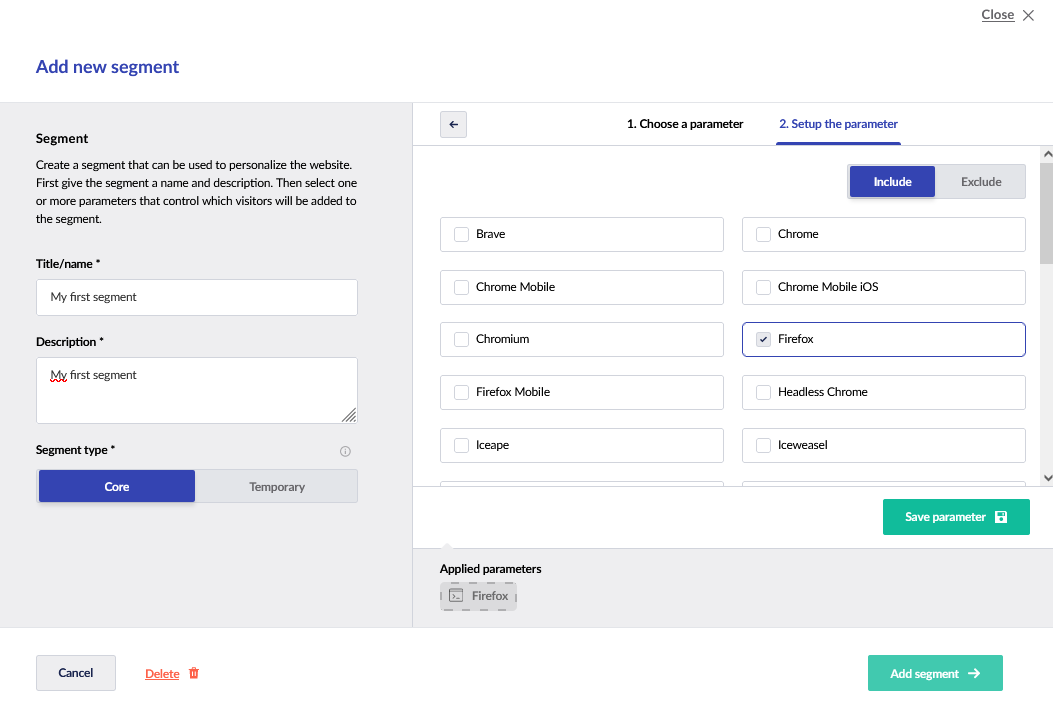 Close
Add new segment
Segment
Create a segment that can be used to personalize the website.
First give the segment a name and description. Then select one
or more parameters that control which visitors will be added to
the segment.
Title/name *
My first segment
Description *
My first segment
Segment type *
Core
Temporary
1. Choose a parameter
2. Setup the parameter
Include
Exclude
Brave
Chrome
Chrome Mobile
Chrome Mobile iOS
Chromium
Firefox
Firefox Mobile
Headless Chrome
Iceape
Iceweasel
Save parameter
Applied parameters
Firefox
Cancel
Delete
Add segment